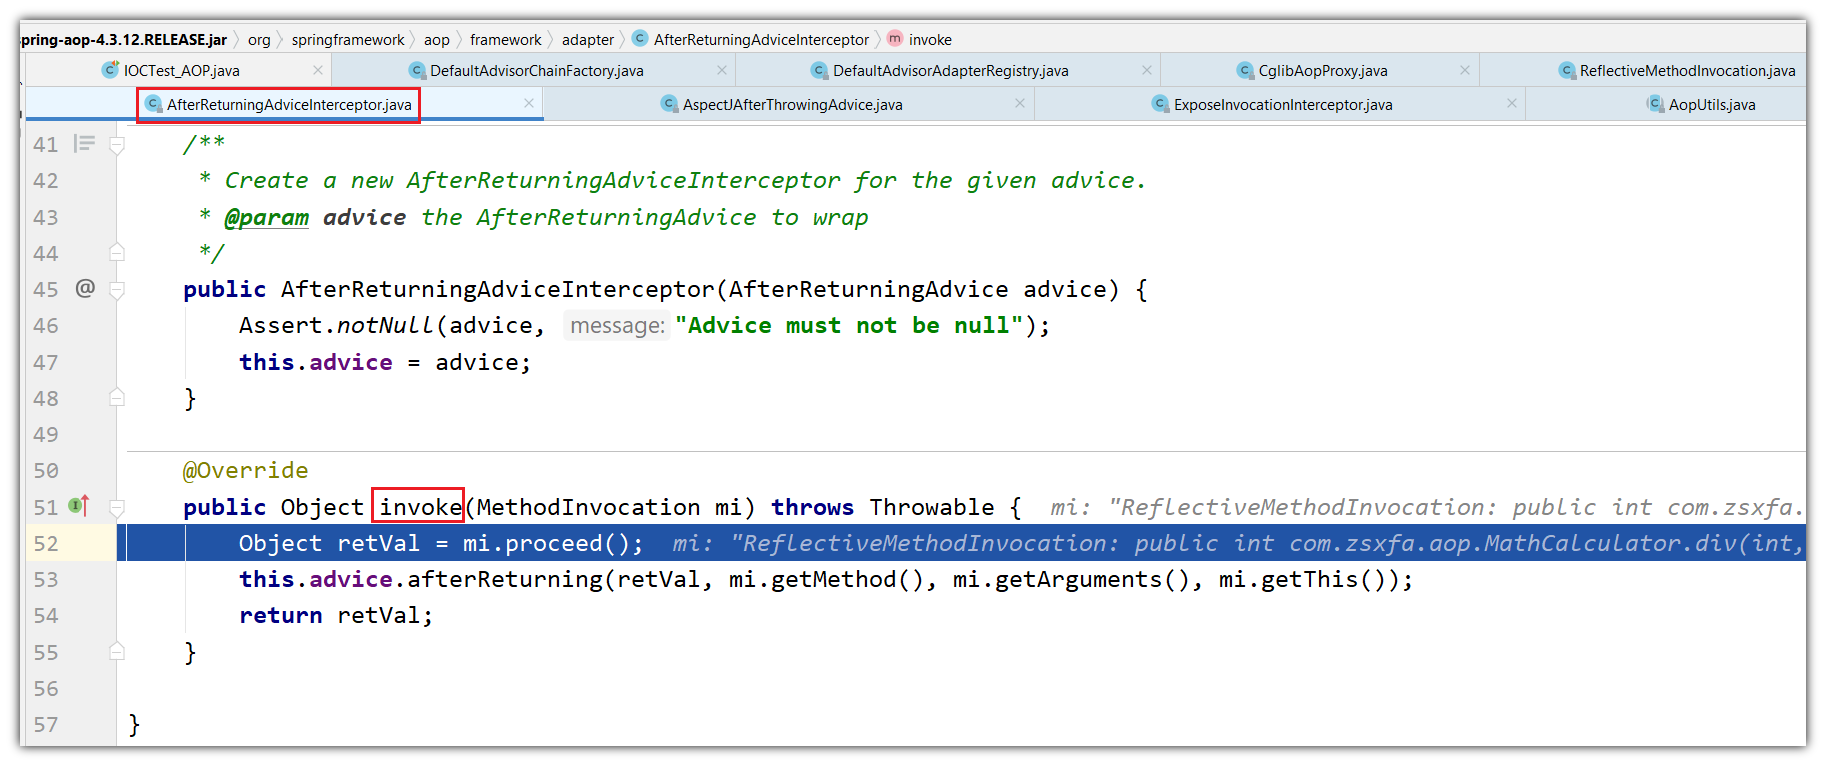 pring-aop-4.3.12.RELEASE.jar org springframework aop framework adapter AfterReturningAdviceInterceptor invoke
IOCTest_AOP.java DefaultAdvisorChainFactory.java DefaultAdvisorAdapterRegistry.java CglibAopProxy.java ReflectiveMethodInvocation.java
AfterReturningAdviceInterceptor.java AspectJAfterThrowingAdvice.java ExposeInvocationInterceptor.java AopUtils.java
41 /**
42 * Create a new AfterReturningAdviceInterceptor for the given advice.
43 * @param advice the AfterReturningAdvice to wrap
44 */
45 @ public AfterReturningAdviceInterceptor(AfterReturningAdvice advice) {
46 Assert.notNull(advice, message: "Advice must not be null");
47 this.advice = advice;
48 }
49
50 @Override
51 public Object invoke(MethodInvocation mi) throws Throwable { mi: "ReflectiveMethodInvocation: public int com.zsxfa.
52 Object retVal = mi.proceed(); mi: "ReflectiveMethodInvocation: public int com.zsxfa.aop.MathCalculator.div(int,
53 this.advice.afterReturning(retVal, mi.getMethod(), mi.getArguments(), mi.getThis());
54 return retVal;
55 }
56
57 }